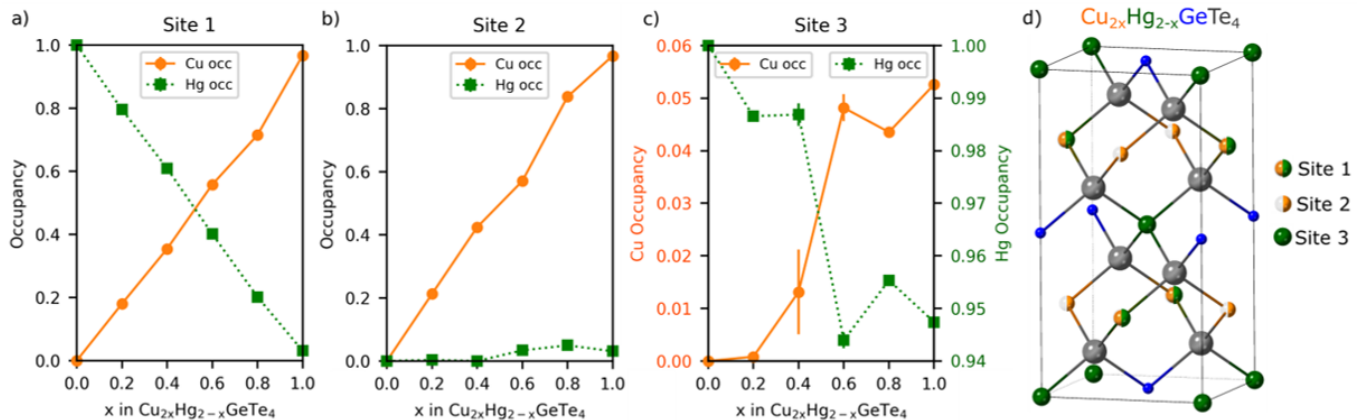 a)
Site 1
Cu occ
Hg occ
Occupancy
1.0
0.8
0.6
0.4
0.2
0.0
0.0 0.2 0.4 0.6 0.8 1.0
x in Cu₂ₓHg₂₋ₓGeTe₄
b)
Site 2
Cu occ
Hg occ
Occupancy
1.0
0.8
0.6
0.4
0.2
0.0
0.0 0.2 0.4 0.6 0.8 1.0
x in Cu₂ₓHg₂₋ₓGeTe₄
c)
Site 3
Cu occ
Hg occ
Cu Occupancy
0.06
0.05
0.04
0.03
0.02
0.01
0.00
Hg Occupancy
1.00
0.99
0.98
0.97
0.96
0.95
0.94
0.0 0.2 0.4 0.6 0.8 1.0
x in Cu₂ₓHg₂₋ₓGeTe₄
d)
Cu₂ₓHg₂₋ₓGeTe₄
Site 1
Site 2
Site 3